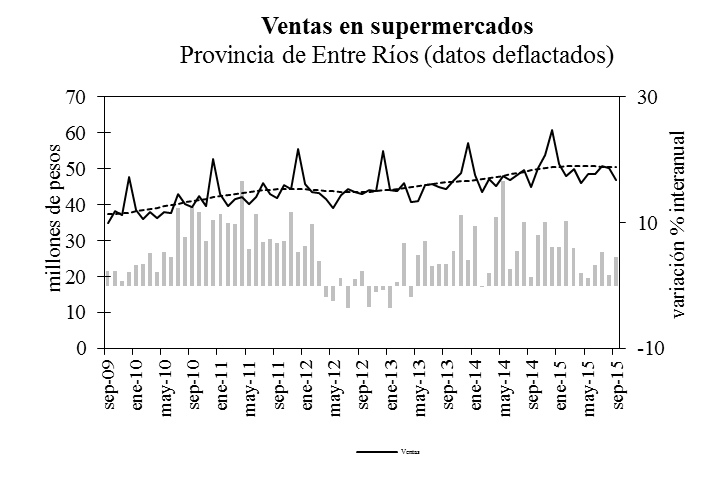 Ventas en supermercados
Provincia de Entre Ríos (datos deflactados)
millones de pesos
70
60
50
40
30
20
10
0
30
10
-10
variación % interanual
sep-09
ene-10
may-10
sep-10
ene-11
may-11
sep-11
ene-12
may-12
sep-12
ene-13
may-13
sep-13
ene-14
may-14
sep-14
ene-15
may-15
sep-15
Ventas